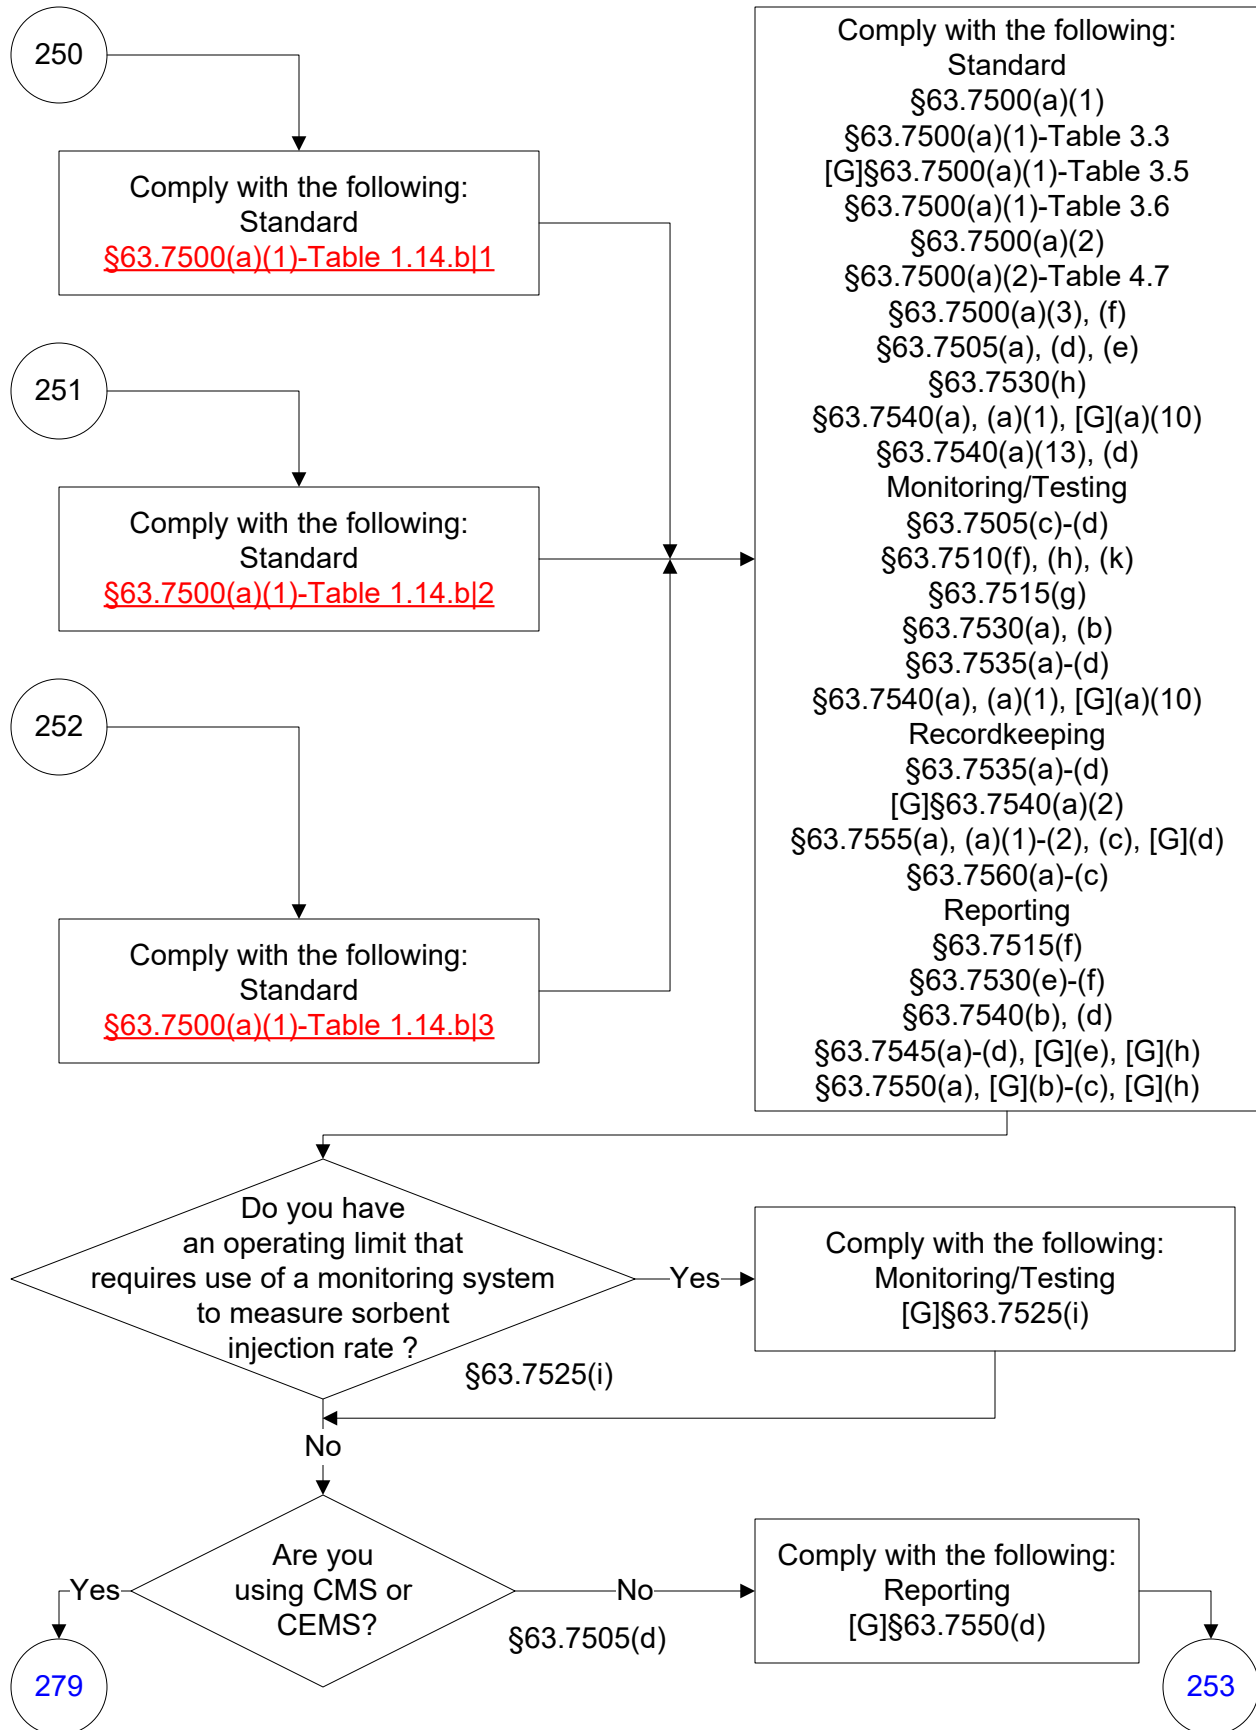 250
Comply with the following:
Standard
§63.7500(a)(1)-Table 1.14.b|1
251
Comply with the following:
Standard
§63.7500(a)(1)-Table 1.14.b|2
252
Comply with the following:
Standard
§63.7500(a)(1)-Table 1.14.b|3
Comply with the following:
Standard
§63.7500(a)(1)
§63.7500(a)(1)-Table 3.3
[G]§63.7500(a)(1)-Table 3.5
§63.7500(a)(1)-Table 3.6
§63.7500(a)(2)
§63.7500(a)(2)-Table 4.7
§63.7500(a)(3), (f)
§63.7505(a), (d), (e)
§63.7530(h)
§63.7540(a), (a)(1), [G](a)(10)
§63.7540(a)(13), (d)
Monitoring/Testing
§63.7505(c)-(d)
§63.7510(f), (h), (k)
§63.7515(g)
§63.7530(a), (b)
§63.7535(a)-(d)
§63.7540(a), (a)(1), [G](a)(10)
Recordkeeping
§63.7535(a)-(d)
[G]§63.7540(a)(2)
§63.7555(a), (a)(1)-(2), (c), [G](d)
§63.7560(a)-(c)
Reporting
§63.7515(f)
§63.7530(e)-(f)
§63.7540(b), (d)
§63.7545(a)-(d), [G](e), [G](h)
§63.7550(a), [G](b)-(c), [G](h)
Do you have
an operating limit that
requires use of a monitoring system
to measure sorbent
injection rate ?
§63.7525(i)
Yes
Comply with the following:
Monitoring/Testing
[G]§63.7525(i)
No
Are you
using CMS or
CEMS?
§63.7505(d)
Yes
279
No
Comply with the following:
Reporting
[G]§63.7550(d)
253